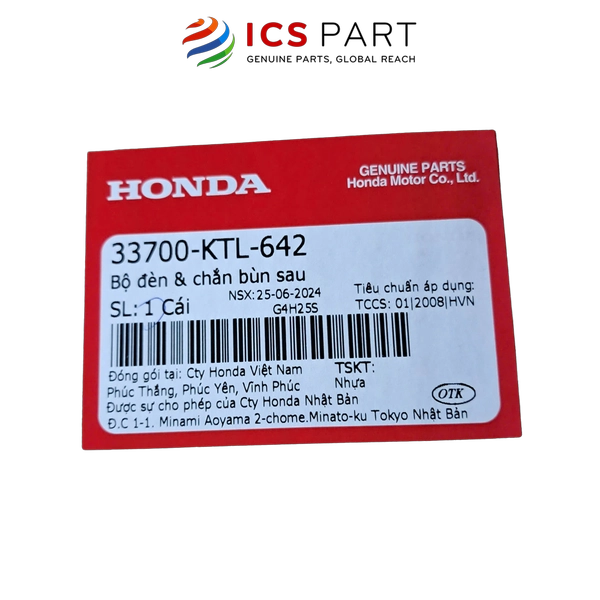 ICS PART
GENUINE PARTS, GLOBAL REACH
HONDA
GENUINE PARTS
Honda Motor Co., Ltd.
33700-KTL-642
Bộ đèn & chắn bùn sau
SL: 1 Cái
NSX: 25-06-2024
G4H25S
Tiêu chuẩn áp dụng:
TCCS: 01|2008|HVN
Đóng gói tại: Cty Honda Việt Nam
Phúc Thắng, Phúc Yên, Vĩnh Phúc
TSKT:
Nhựa
Được sự cho phép của Cty Honda Nhật Bản
Đ.C 1-1. Minami Aoyama 2-chome.Minato-ku Tokyo Nhật Bản
OTK